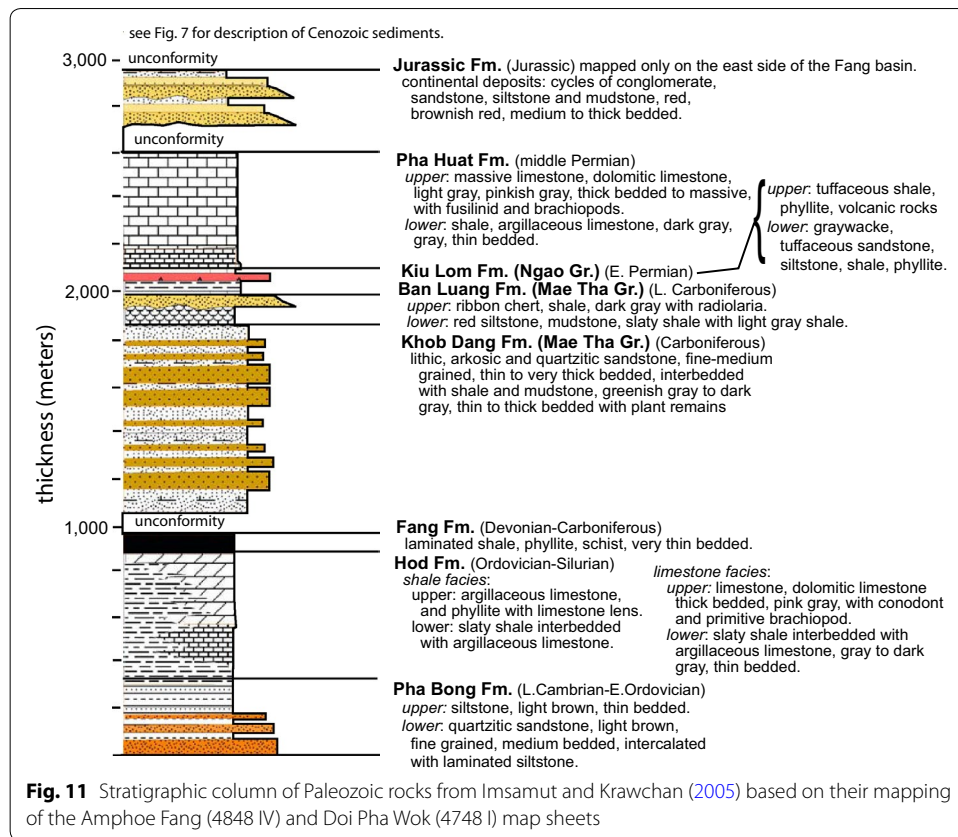 see Fig. 7 for description of Cenozoic sediments.
3,000
unconformity
Jurassic Fm. (Jurassic) mapped only on the east side of the Fang basin.
continental deposits: cycles of conglomerate,
sandstone, siltstone and mudstone, red,
brownish red, medium to thick bedded.
unconformity
Pha Huat Fm. (middle Permian)
upper: massive limestone, dolomitic limestone,
light gray, pinkish gray, thick bedded to massive,
with fusilinid and brachiopods.
lower: shale, argillaceous limestone, dark gray,
gray, thin bedded.
upper: tuffaceous shale,
phyllite, volcanic rocks
lower: graywacke,
tuffaceous sandstone,
siltstone, shale, phyllite.
Kiu Lom Fm. (Ngao Gr.) (E. Permian)
2,000
Ban Luang Fm. (Mae Tha Gr.) (L. Carboniferous)
upper: ribbon chert, shale, dark gray with radiolaria.
lower: red siltstone, mudstone, slaty shale with light gray shale.
Khob Dang Fm. (Mae Tha Gr.) (Carboniferous)
lithic, arkosic and quartzitic sandstone, fine-medium
grained, thin to very thick bedded, interbedded
with shale and mudstone, greenish gray to dark
gray, thin to thick bedded with plant remains
thickness (meters)
1,000
unconformity
Fang Fm. (Devonian-Carboniferous)
laminated shale, phyllite, schist, very thin bedded.
Hod Fm. (Ordovician-Silurian)
shale facies:
upper: argillaceous limestone,
and phyllite with limestone lens.
lower: slaty shale interbedded
with argillaceous limestone.
limestone facies:
upper: limestone, dolomitic limestone
thick bedded, pink gray, with conodont
and primitive brachiopod.
lower: slaty shale interbedded with
argillaceous limestone, gray to dark
gray, thin bedded.
Pha Bong Fm. (L.Cambrian-E.Ordovician)
upper: siltstone, light brown, thin bedded.
lower: quartzitic sandstone, light brown,
fine grained, medium bedded, intercalated
with laminated siltstone.
Fig. 11 Stratigraphic column of Paleozoic rocks from Imsamut and Krawchan (2005) based on their mapping
of the Amphoe Fang (4848 IV) and Doi Pha Wok (4748 I) map sheets